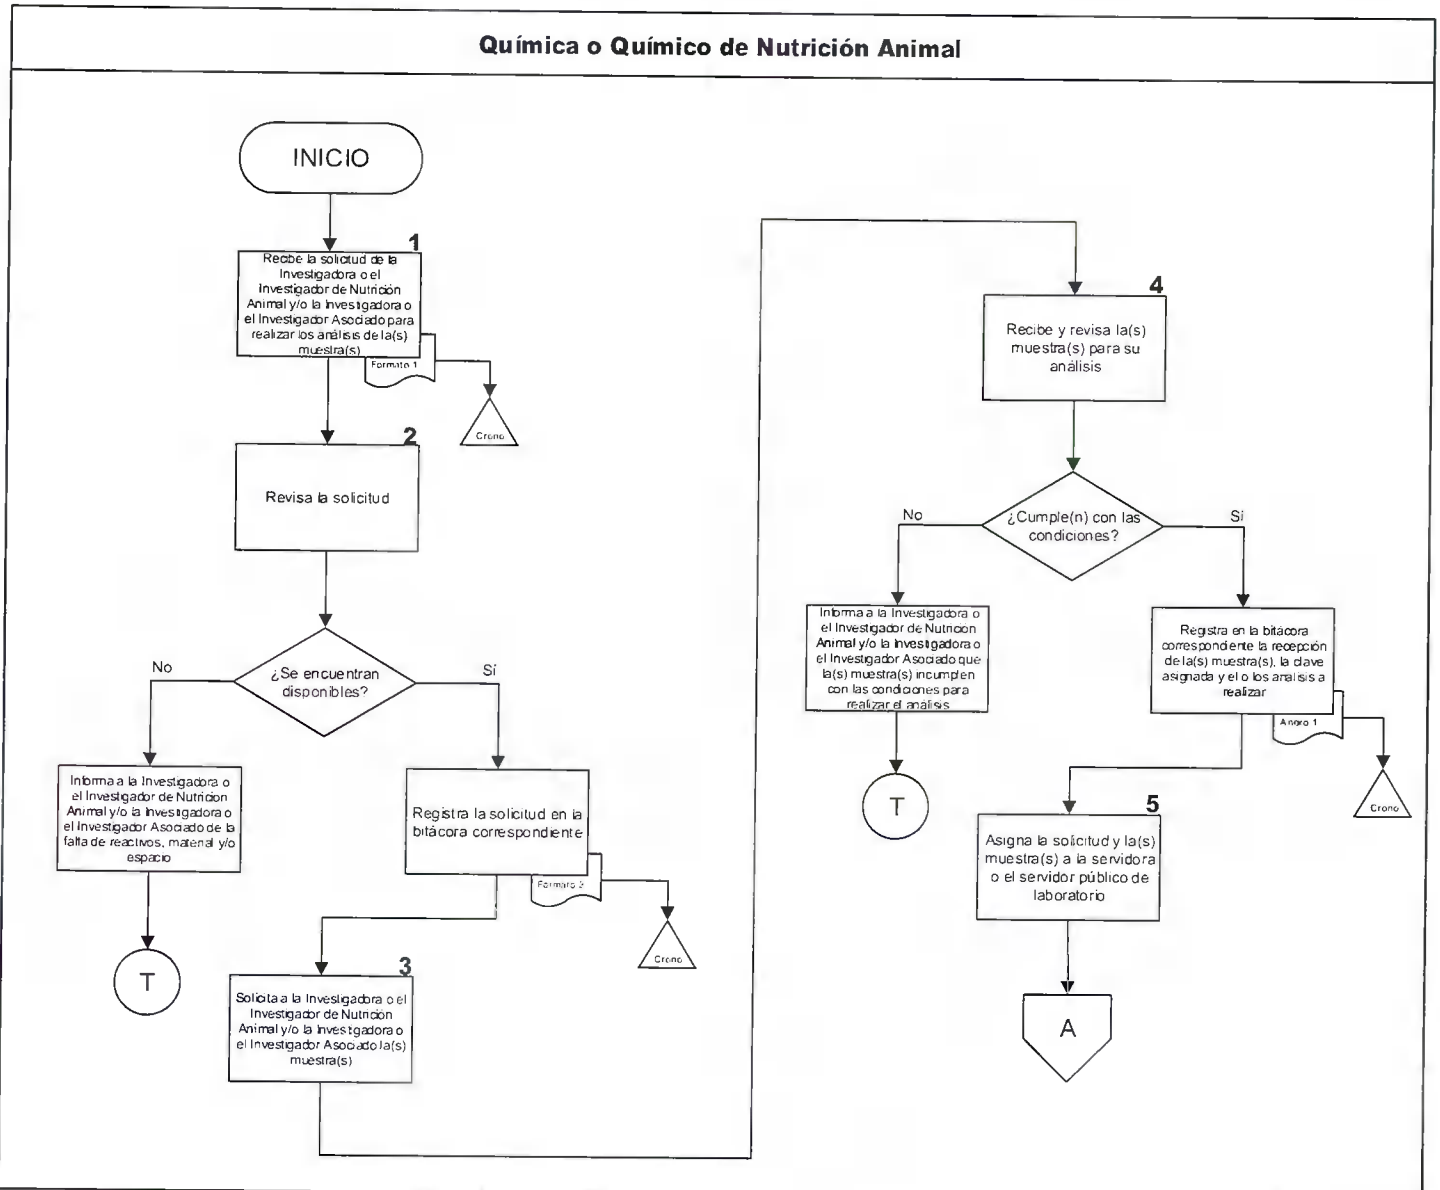 Química o Químico de Nutrición Animal
INICIO
1
Recibe la solicitud de la
Investigadora o el
Investigador de Nutrición
Animal y/o la Investigadora o
el Investigador Asociado para
realizar los análisis de la(s)
muestra(s)
Formato 1
Crono
2
Revisa la solicitud
¿Se encuentran
disponibles?
No
Sí
Informa a la Investigadora o
el Investigador de Nutricion
Animal y/o la Investigadora o
el Investigador Asociado de la
falta de reactivos, material y/o
espacio
T
Registra la solicitud en la
bitácora correspondiente
Formato 2
Crono
3
Solicita a la Investigadora o el
Investigador de Nutrición
Animal y/o la Investigadora o
el Investigador Asociado la(s)
muestra(s)
4
Recibe y revisa la(s)
muestra(s) para su
análisis
¿Cumple(n) con las
condiciones?
No
Sí
Informa a la Investigadora o
el Investigador de Nutrición
Animal y/o la Investigadora o
el Investigador Asociado que
la(s) muestra(s) incumplen
con las condiciones para
realizar el análisis
T
Registra en la bitácora
correspondiente la recepción
de la(s) muestra(s), la clave
asignada y el o los analisis a
realizar
Anexo 1
Crono
5
Asigna la solicitud y la(s)
muestra(s) a la servidora
o el servidor público de
laboratorio
A